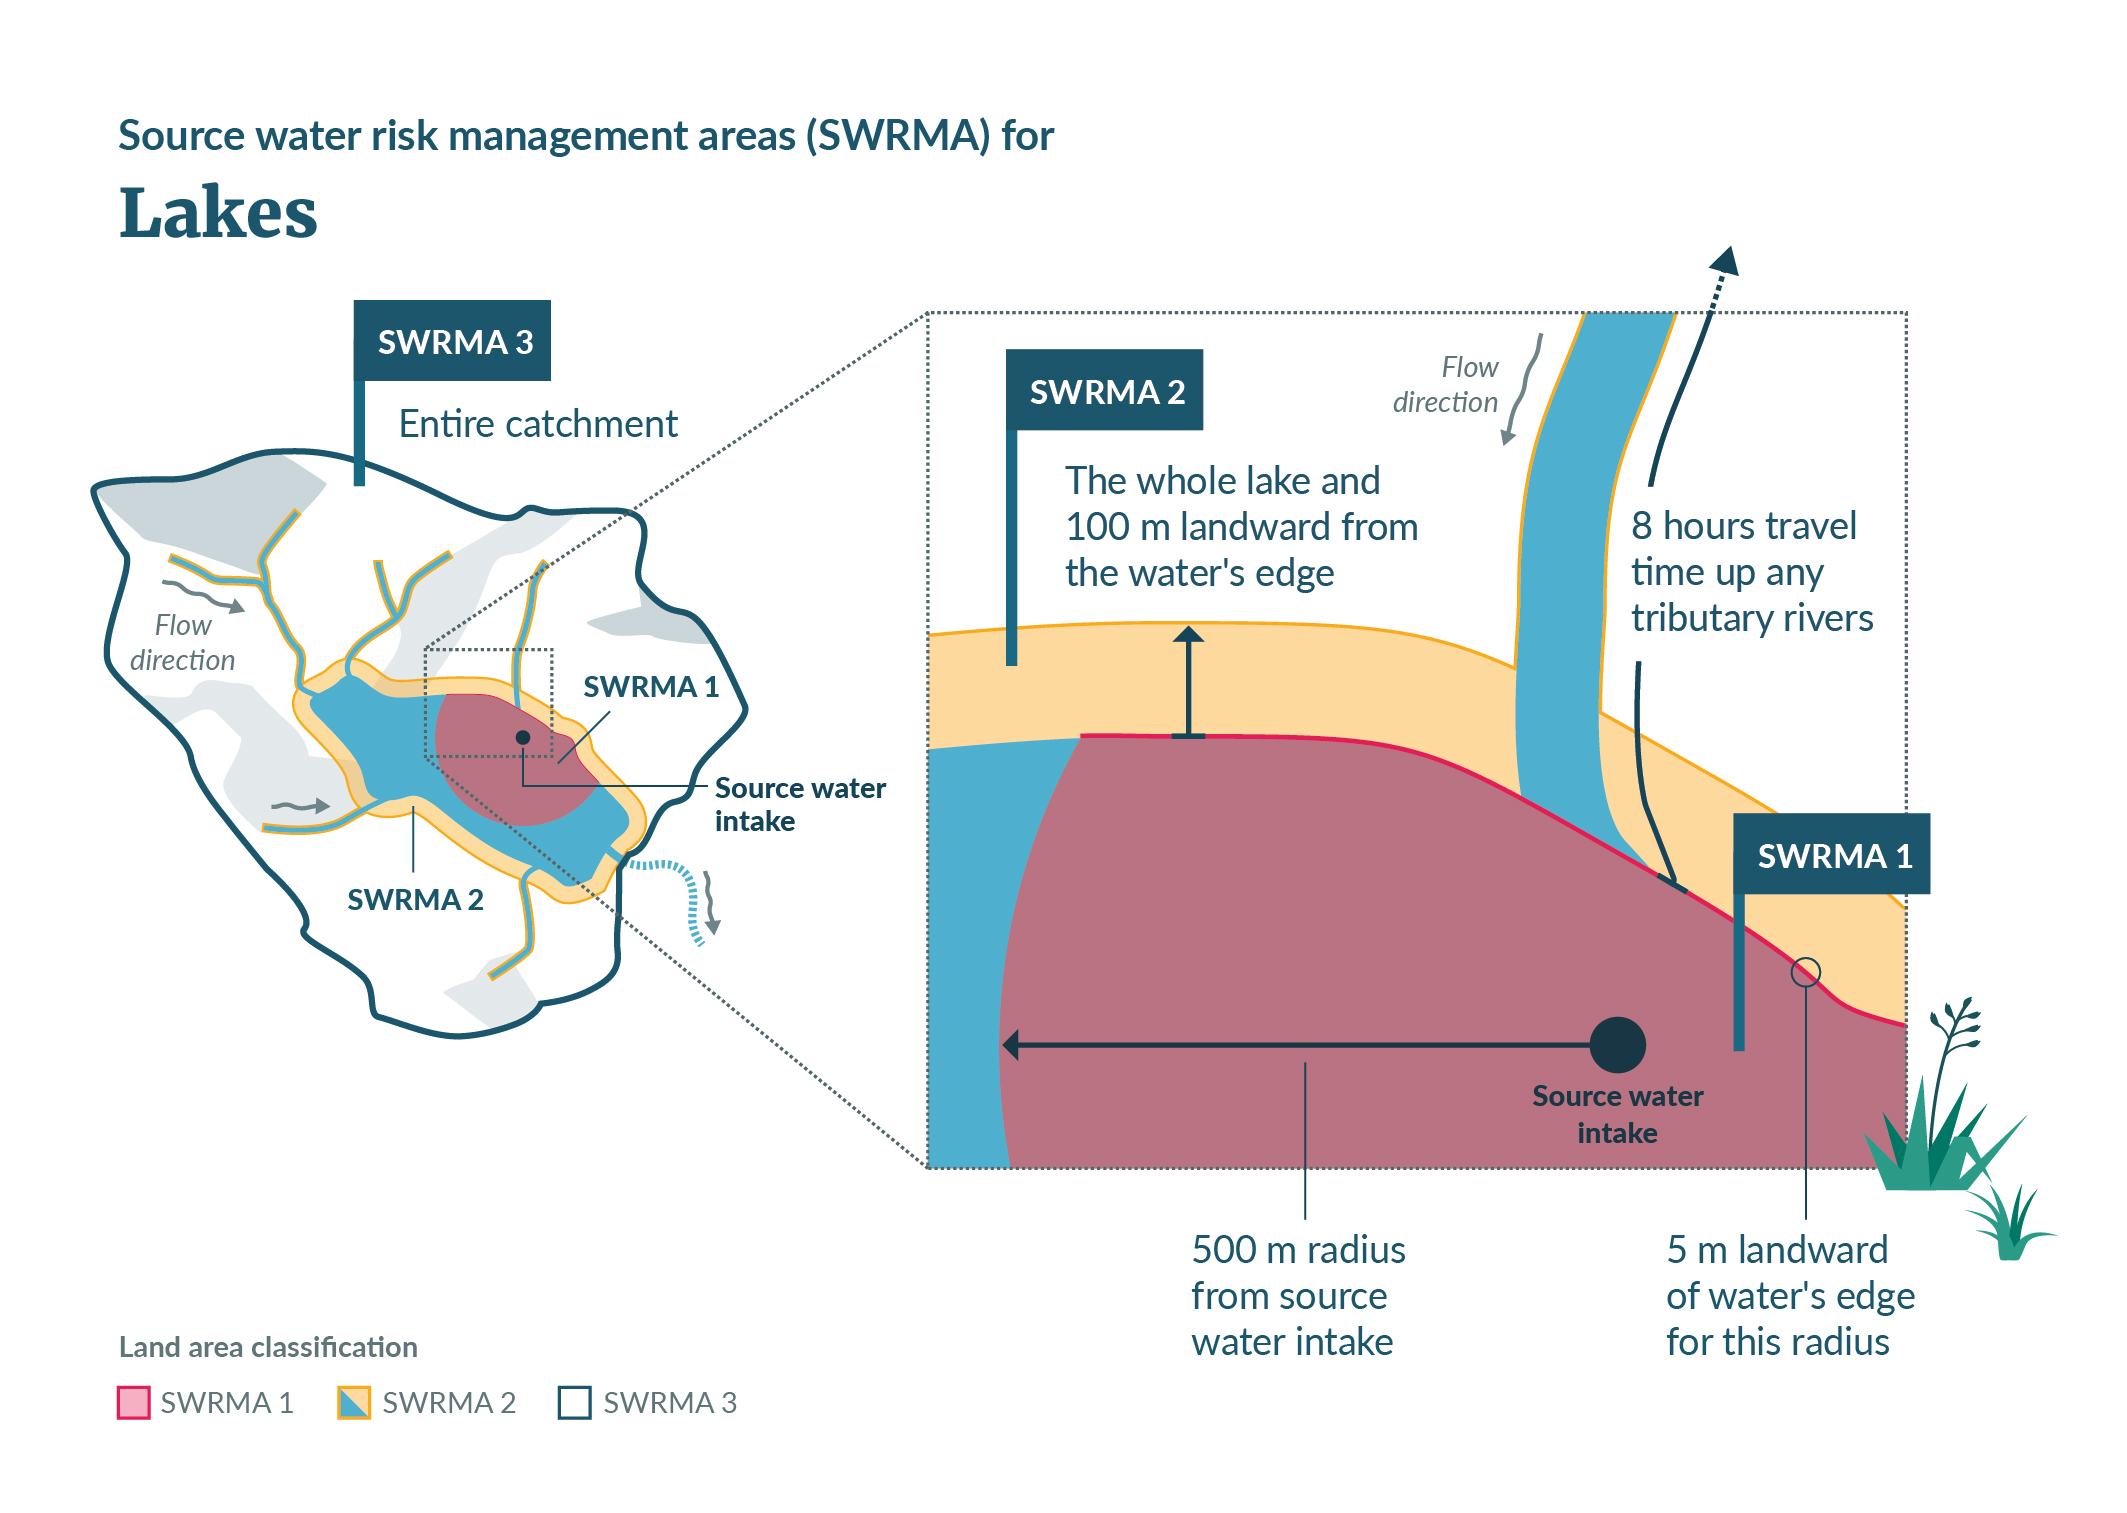 Source water risk management areas (SWRMA) for
Lakes
SWRMA 3
Entire catchment
Flow
direction
SWRMA 1
Source water
intake
SWRMA 2
SWRMA 2
The whole lake and
100 m landward from
the water's edge
Flow
direction
8 hours travel
time up any
tributary rivers
SWRMA 1
Source water
intake
500 m radius
from source
water intake
5 m landward
of water's edge
for this radius
Land area classification
SWRMA 1
SWRMA 2
SWRMA 3